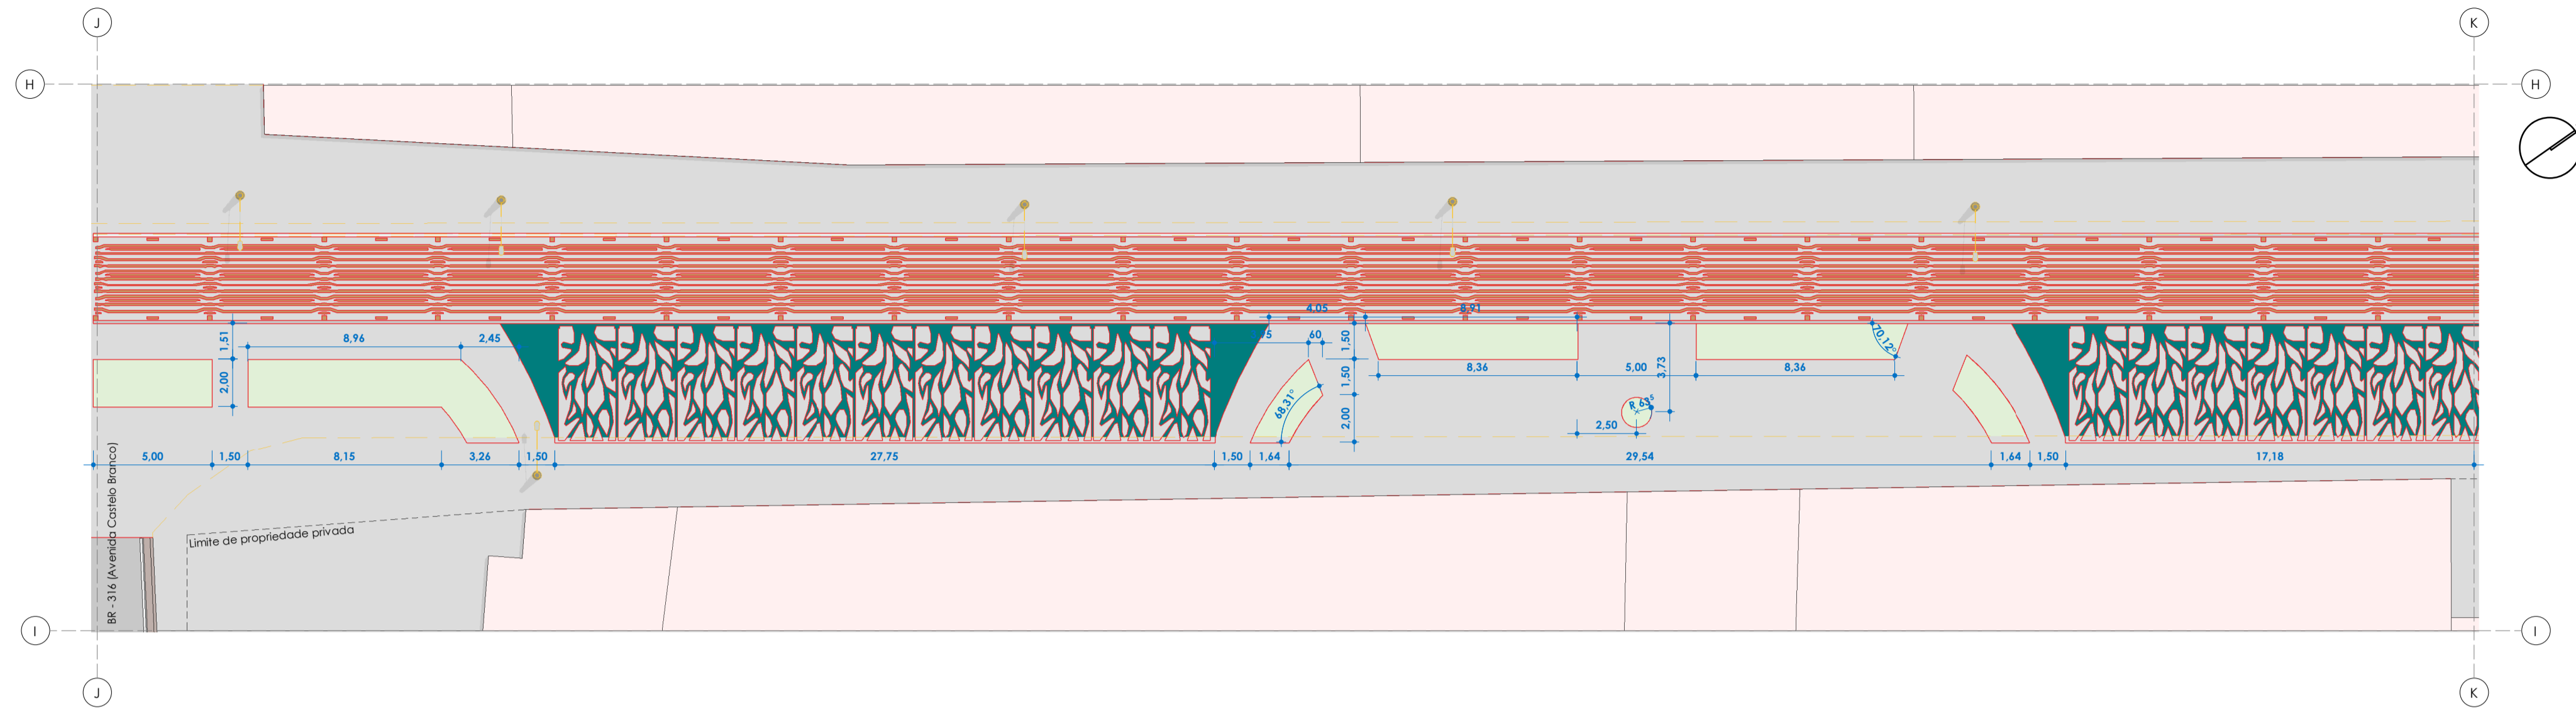 J
K
H
H
4,05
8,91
1,51
8,96
2,45
60
1,50
70,12°
2,00
8,36
5,00
3,73
8,36
1,50
68,31°
R 63⁵
2,00
2,50
5,00
1,50
8,15
3,26
1,50
27,75
1,50
1,64
29,54
1,64
1,50
17,18
BR - 316 (Avenida Castelo Branco)
Limite de propriedade privada
I
I
J
K